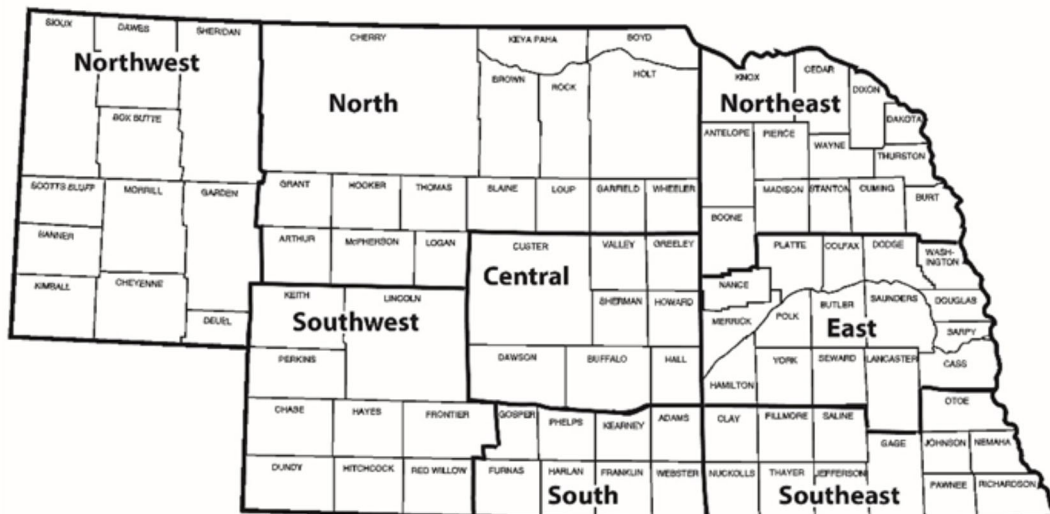 SIOUX
DAWES
SHERIDAN
CHERRY
KEYA PAHA
BOYD
Northwest
North
BROWN
ROCK
HOLT
KNOX
CEDAR
DIXON
Northeast
BOX BUTTE
DAKOTA
ANTELOPE
PIERCE
WAYNE
THURSTON
SCOTTS BLUFF
MORRILL
GARDEN
GRANT
HOOKER
THOMAS
BLAINE
LOUP
GARFIELD
WHEELER
MADISON
STANTON
CUMING
BURT
BOONE
BANNER
ARTHUR
McPHERSON
LOGAN
CUSTER
VALLEY
GREELEY
PLATTE
COLFAX
DODGE
WASH-
INGTON
Central
KIMBALL
CHEYENNE
NANCE
KEITH
LINCOLN
SHERMAN
HOWARD
BUTLER
SAUNDERS
DOUGLAS
DEUEL
Southwest
MERRICK
POLK
East
SARPY
PERKINS
DAWSON
BUFFALO
HALL
YORK
SEWARD
LANCASTER
CASS
HAMILTON
CHASE
HAYES
FRONTIER
GOSPER
PHELPS
KEARNEY
ADAMS
CLAY
FILLMORE
SALINE
OTOE
GAGE
JOHNSON
NEMAHA
DUNDY
HITCHCOCK
RED WILLOW
FURNAS
HARLAN
FRANKLIN
WEBSTER
NUCKOLLS
THAYER
JEFFERSON
PAWNEE
RICHARDSON
South
Southeast